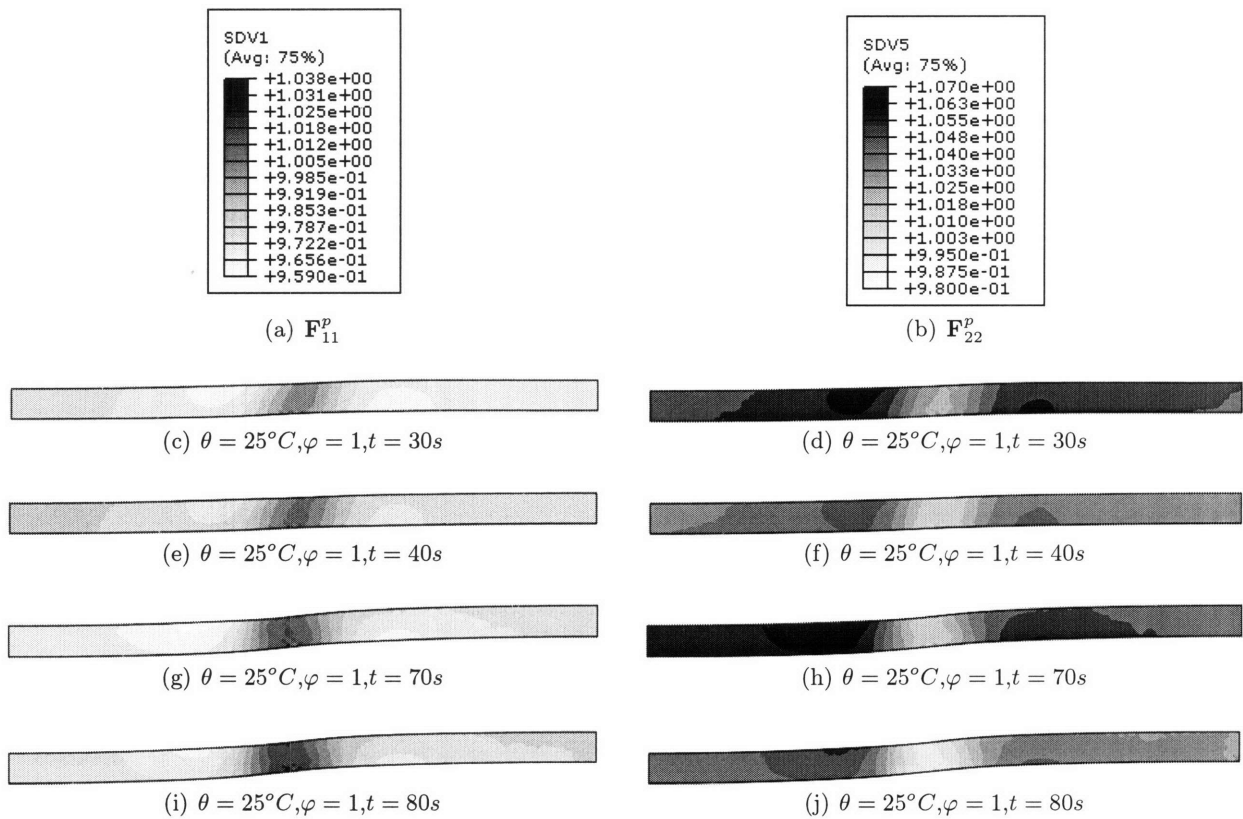 SDV1
(Avg: 75%)
+1.038e+00
+1.031e+00
+1.025e+00
+1.018e+00
+1.012e+00
+1.005e+00
+9.985e-01
+9.919e-01
+9.853e-01
+9.787e-01
+9.722e-01
+9.656e-01
+9.590e-01
(a) F^p_11
SDV5
(Avg: 75%)
+1.070e+00
+1.063e+00
+1.055e+00
+1.048e+00
+1.040e+00
+1.033e+00
+1.025e+00
+1.018e+00
+1.010e+00
+1.003e+00
+9.950e-01
+9.875e-01
+9.800e-01
(b) F^p_22
(c) θ = 25°C,φ = 1,t = 30s
(d) θ = 25°C,φ = 1,t = 30s
(e) θ = 25°C,φ = 1,t = 40s
(f) θ = 25°C,φ = 1,t = 40s
(g) θ = 25°C,φ = 1,t = 70s
(h) θ = 25°C,φ = 1,t = 70s
(i) θ = 25°C,φ = 1,t = 80s
(j) θ = 25°C,φ = 1,t = 80s